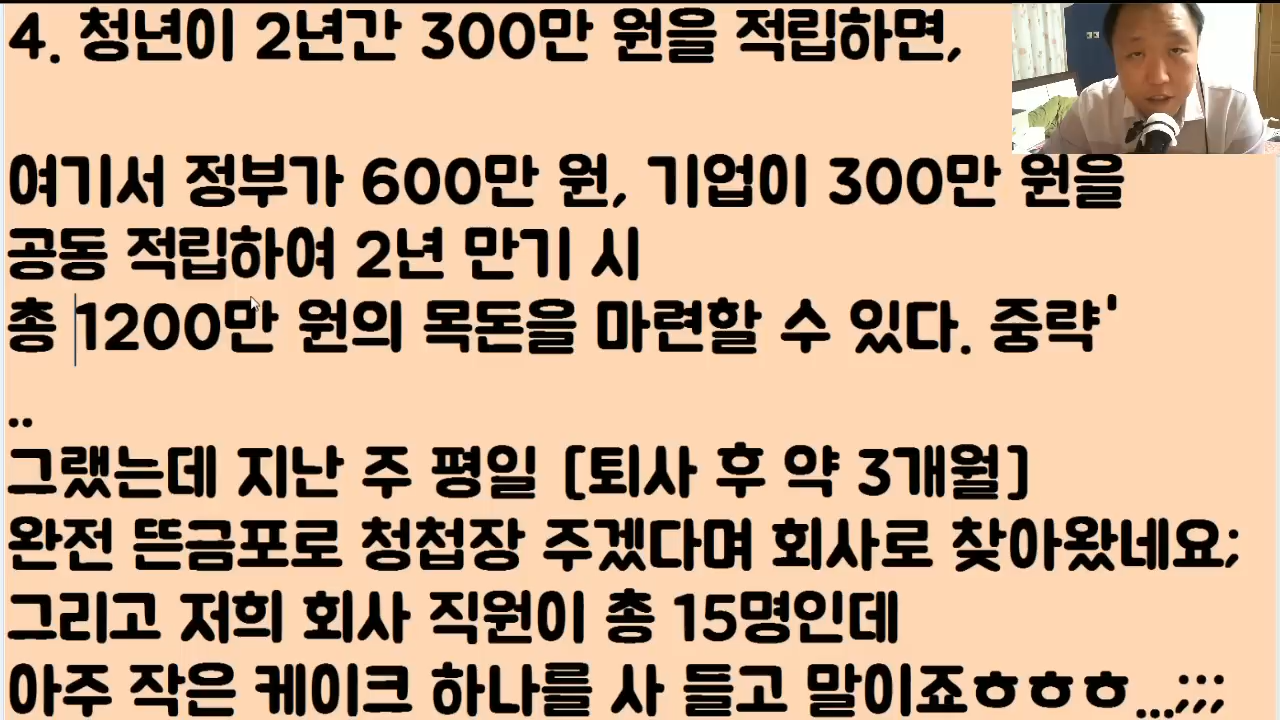 4. 청년이 2년간 300만 원을 적립하면,
여기서 정부가 600만 원, 기업이 300만 원을
공동 적립하여 2년 만기 시
총 1200만 원의 목돈을 마련할 수 있다. 중략'
..
그랬는데 지난 주 평일 [퇴사 후 약 3개월]
완전 뜬금포로 청첩장 주겠다며 회사로 찾아왔네요;
그리고 저희 회사 직원이 총 15명인데
아주 작은 케이크 하나를 사 들고 말이죠ㅎㅎㅎ...;;;